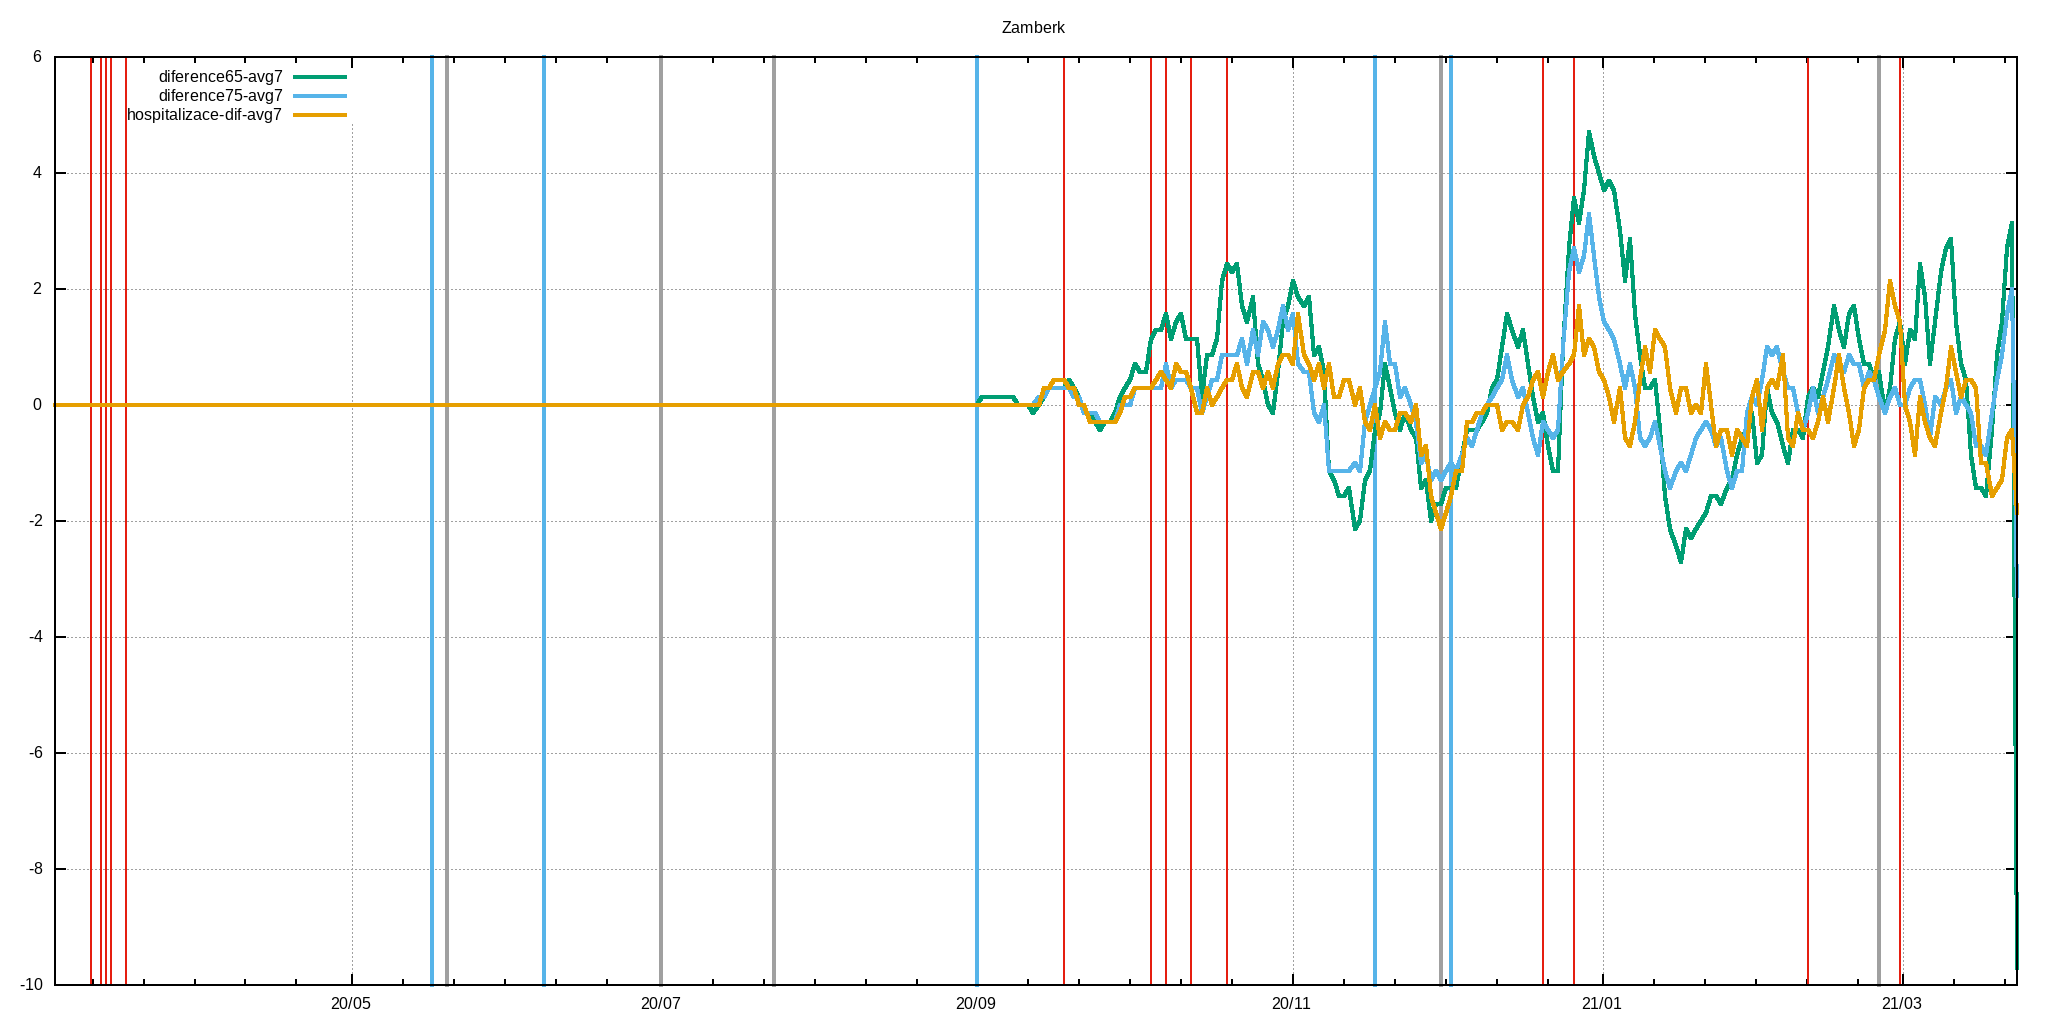 Zamberk
6
diference65-avg7
diference75-avg7
hospitalizace-dif-avg7
4
2
0
-2
-4
-6
-8
-10
20/05 20/07 20/09 20/11 21/01 21/03